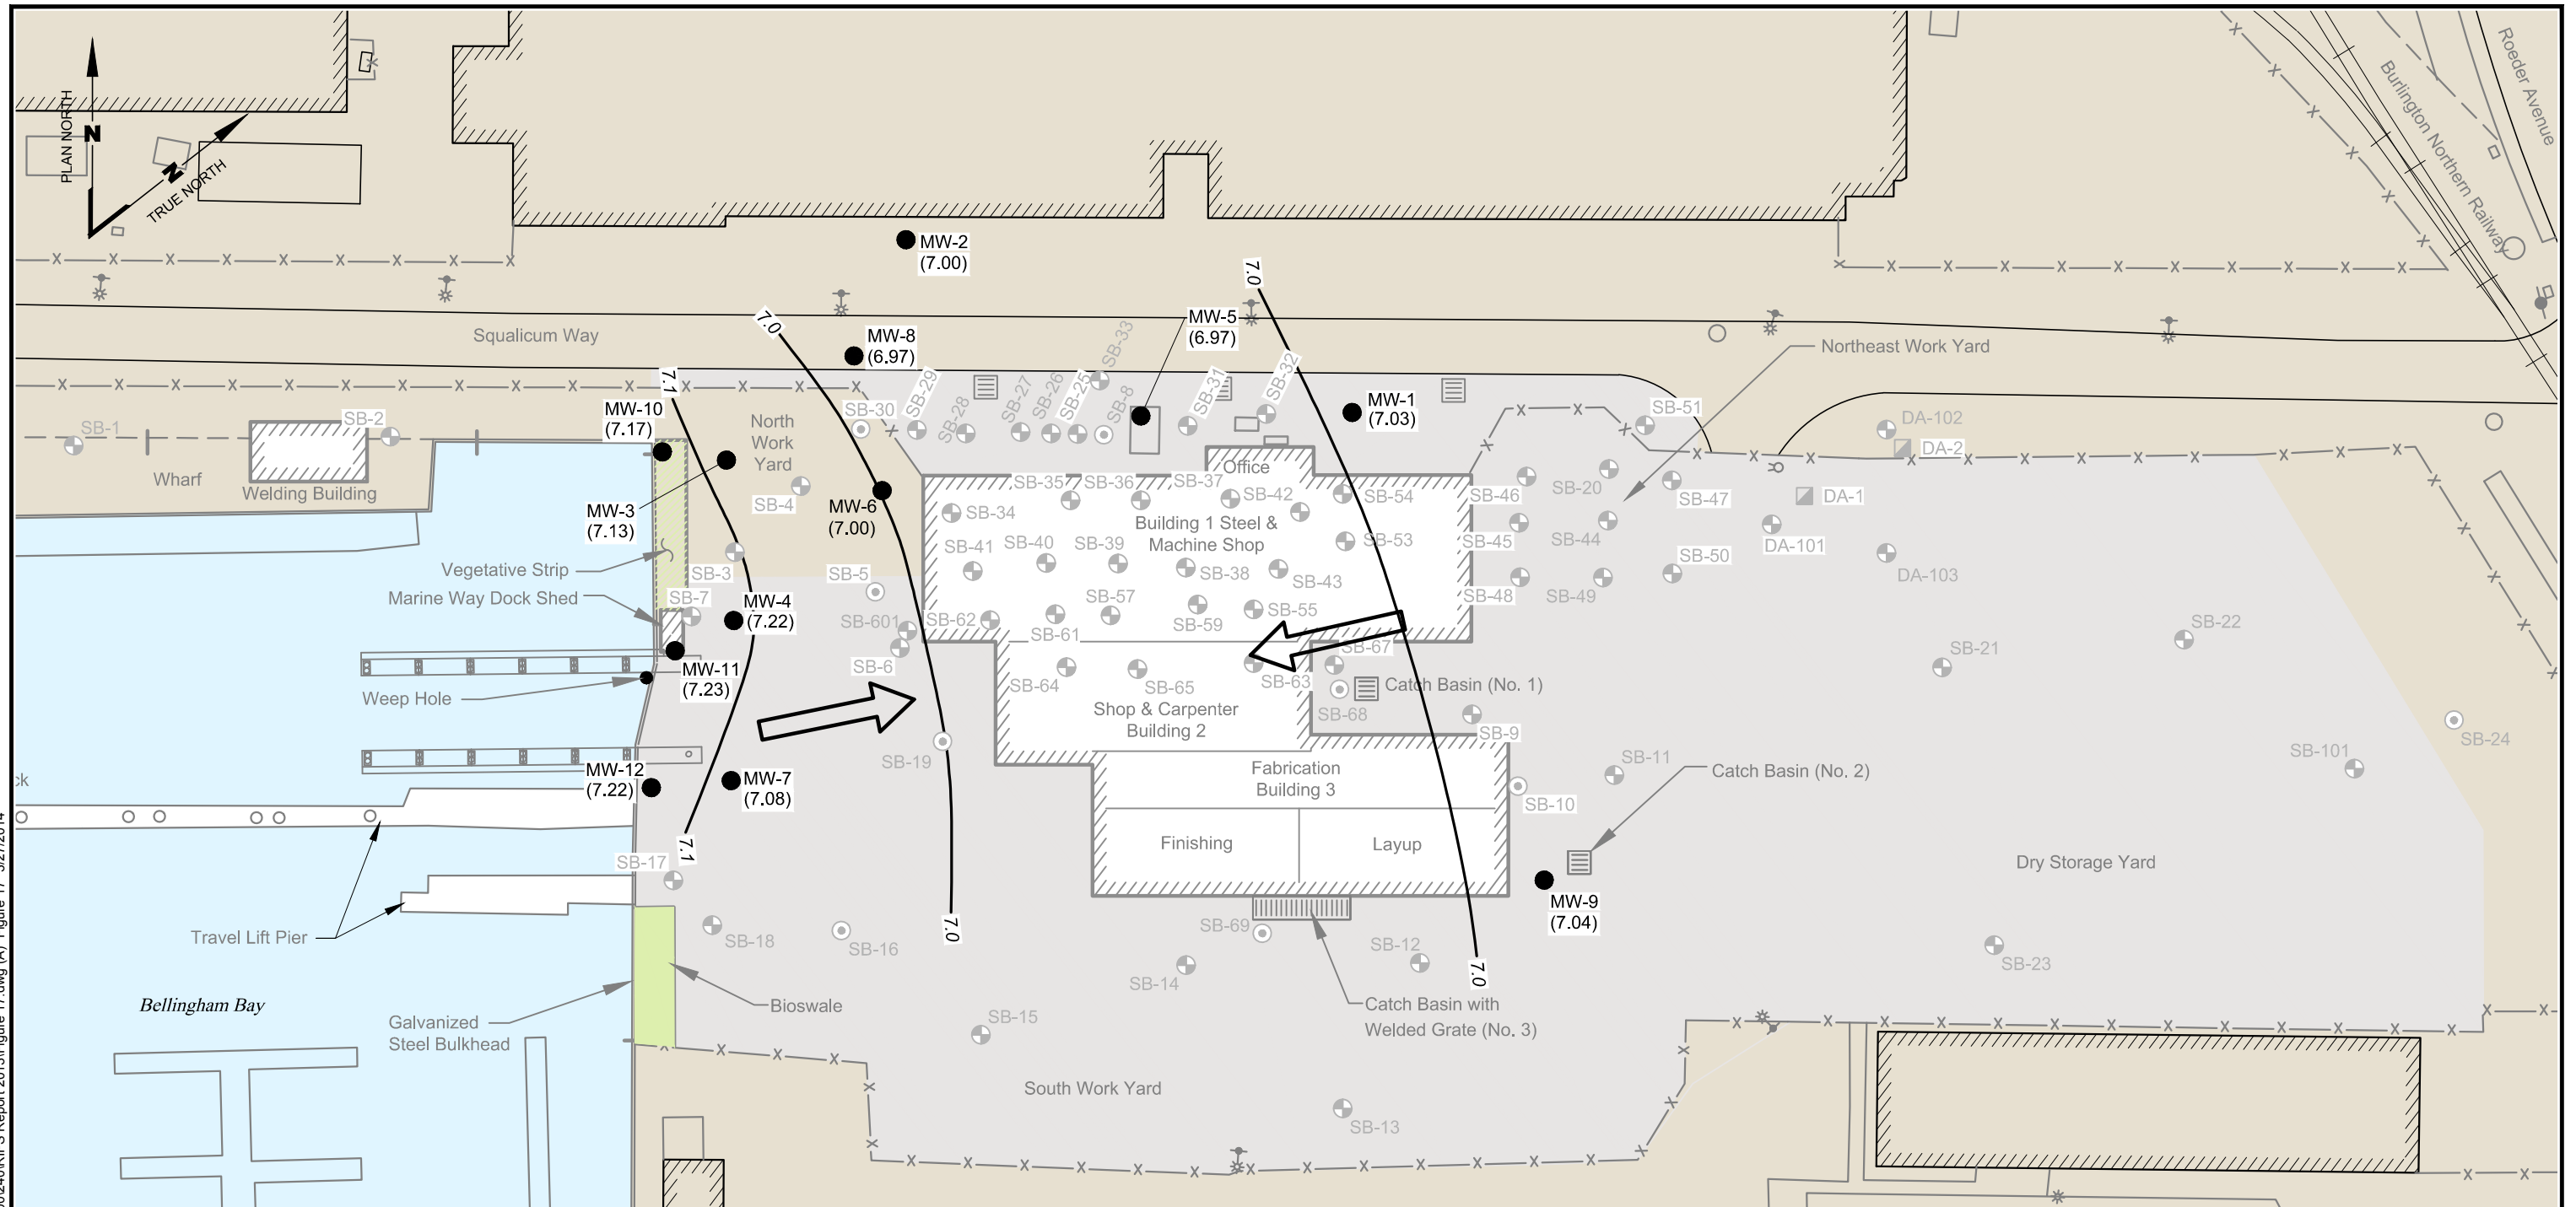 PLAN NORTH
N
N
TRUE NORTH
Roeder Avenue
Burlington Northern Railway
MW-2
(7.00)
7.0
7.0
Squalicum Way
MW-8
(6.97)
MW-5
(6.97)
SB-33
SB-32
Northeast Work Yard
7.1
MW-10
(7.17)
North
Work
Yard
SB-30
SB-29
SB-28
SB-27
SB-26
SB-25
SB-8
SB-31
MW-1
(7.03)
SB-51
DA-102
DA-2
SB-1
SB-2
Wharf
Welding Building
MW-3
(7.13)
SB-4
MW-6
(7.00)
Office
SB-35
SB-36
SB-37
SB-42
SB-54
SB-46
SB-20
SB-47
DA-1
SB-34
Building 1 Steel &
Machine Shop
SB-53
SB-45
SB-44
DA-101
SB-41
SB-40
SB-39
SB-38
SB-43
SB-50
DA-103
Vegetative Strip
SB-3
SB-5
Marine Way Dock Shed
SB-7
MW-4
(7.22)
SB-601
SB-62
SB-57
SB-61
SB-59
SB-55
SB-48
SB-49
SB-22
SB-21
MW-11
(7.23)
SB-6
SB-67
SB-64
SB-65
SB-63
Catch Basin (No. 1)
Weep Hole
Shop & Carpenter
Building 2
SB-68
SB-9
SB-24
SB-101
SB-19
SB-11
Catch Basin (No. 2)
MW-12
(7.22)
MW-7
(7.08)
Fabrication
Building 3
SB-10
ck
7.1
Finishing
Layup
SB-17
Dry Storage Yard
MW-9
(7.04)
Travel Lift Pier
SB-18
SB-16
7.0
SB-69
SB-12
SB-14
7.0
SB-23
Bellingham Bay
Bioswale
Catch Basin with
Welded Grate (No. 3)
Galvanized
Steel Bulkhead
SB-15
South Work Yard
SB-13